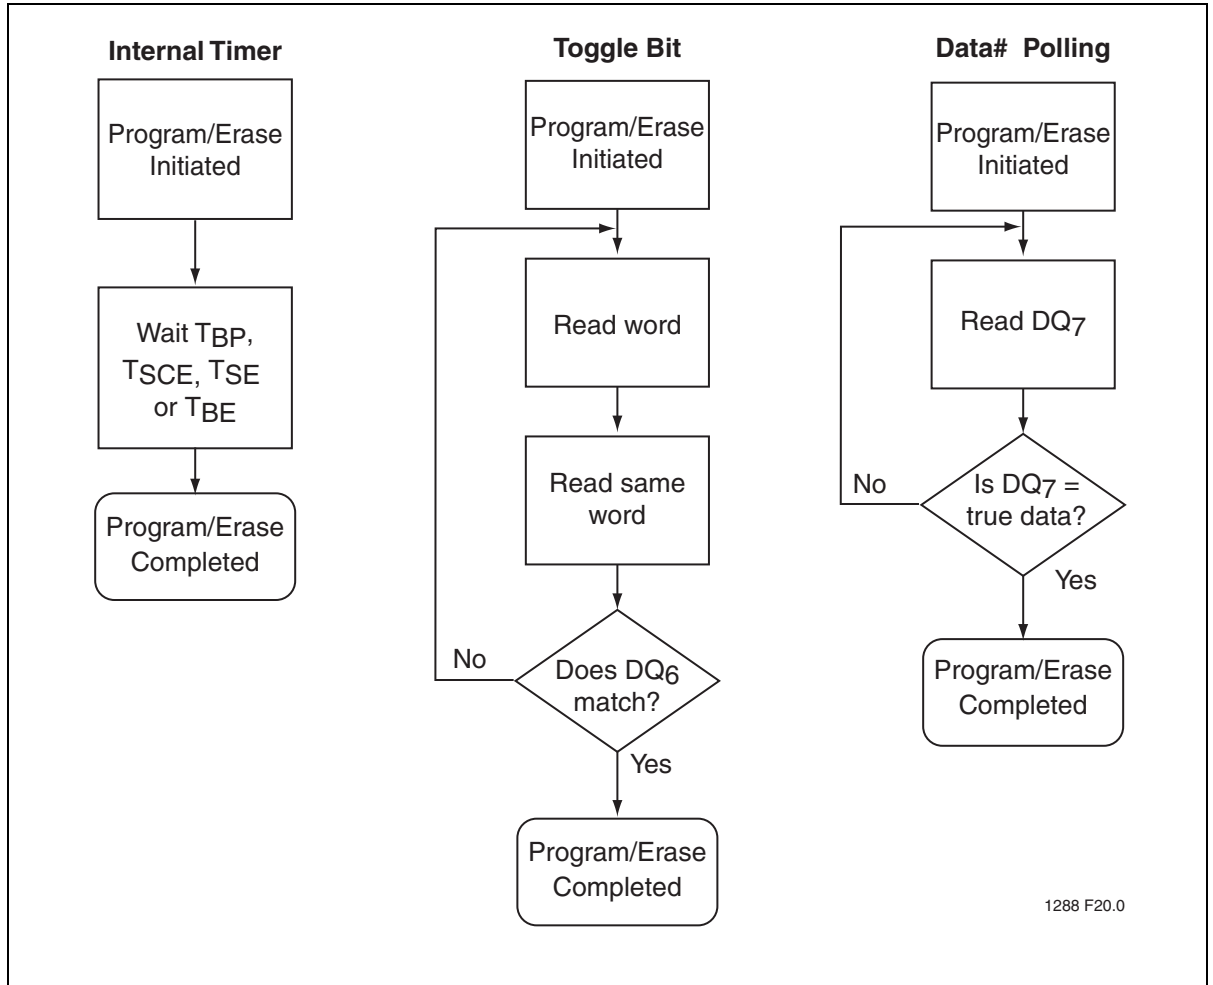 Internal Timer
Program/Erase
Initiated
Wait TBP,
TSCE, TSE
or TBE
Program/Erase
Completed
Toggle Bit
Program/Erase
Initiated
Read word
Read same
word
Does DQ6
match?
No
Yes
Program/Erase
Completed
Data# Polling
Program/Erase
Initiated
Read DQ7
Is DQ7 =
true data?
No
Yes
Program/Erase
Completed
1288 F20.0